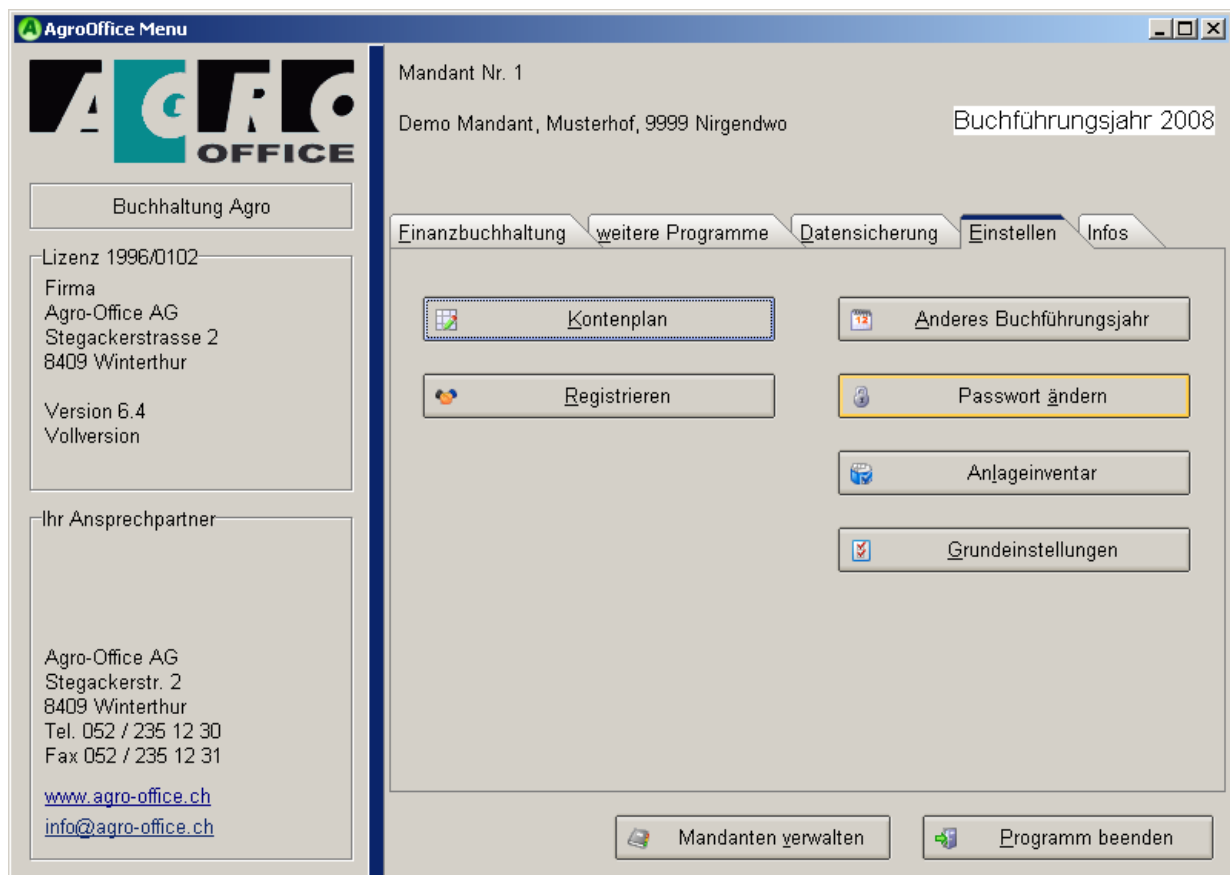 AgroOffice Menu
AGRO
OFFICE
Buchhaltung Agro
Lizenz 1996/0102
Firma
Agro-Office AG
Stegackerstrasse 2
8409 Winterthur
Version 6.4
Vollversion
Ihr Ansprechpartner
Agro-Office AG
Stegackerstr. 2
8409 Winterthur
Tel. 052 / 235 12 30
Fax 052 / 235 12 31
www.agro-office.ch
info@agro-office.ch
Mandant Nr. 1
Demo Mandant, Musterhof, 9999 Nirgendwo
Buchführungsjahr 2008
Finanzbuchhaltung weitere Programme Datensicherung Einstellen Infos
Kontenplan
12 Anderes Buchführungsjahr
Registrieren
Passwort ändern
Anlageinventar
Grundeinstellungen
Mandanten verwalten
Programm beenden